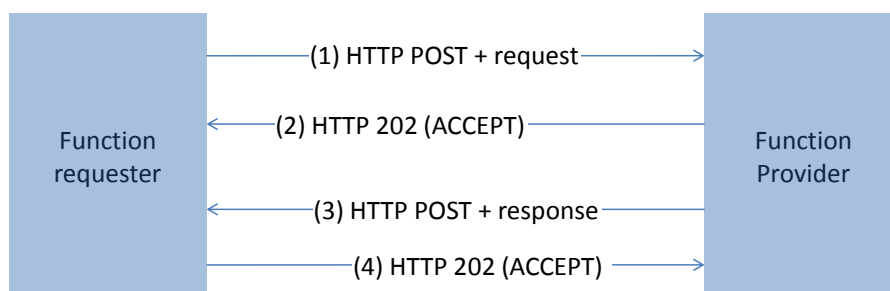 Function
requester
(1) HTTP POST + request
(2) HTTP 202 (ACCEPT)
(3) HTTP POST + response
(4) HTTP 202 (ACCEPT)
Function
Provider